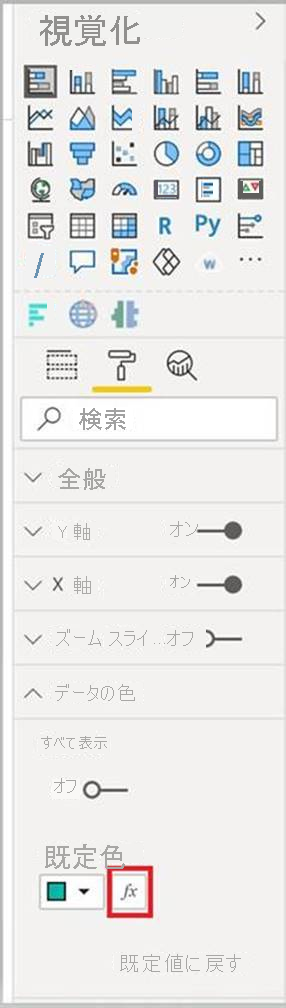 視覚化
123
R Py
W
検索
全般
Y 軸 オン
X 軸 オン
ズーム スライ... オフ
データの色
すべて表示
オフ
既定色
fx
既定値に戻す